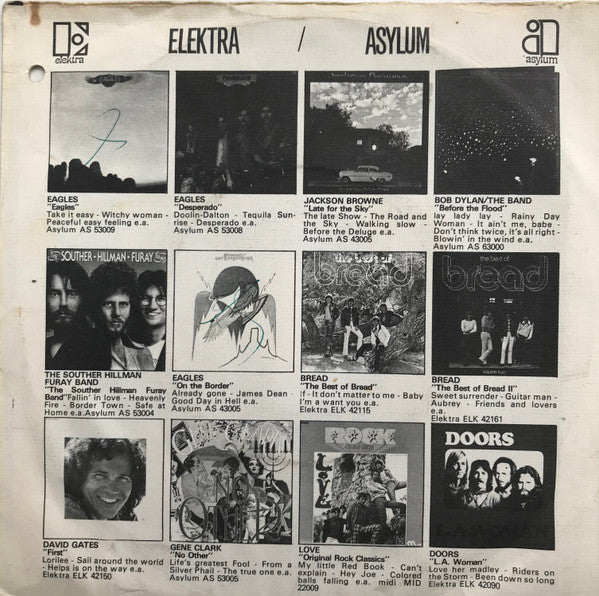 elektra
ELEKTRA / ASYLUM
asylum
EAGLES
EAGLES
"Eagles"
Take it easy - Witchy woman -
Peaceful easy feeling e.a.
Asylum AS 53009
EAGLES
"Desperado"
Doolin-Dalton - Tequila Sun-
rise - Desperado e.a.
Asylum AS 53008
Jackson Browne
JACKSON BROWNE
"Late for the Sky"
The late Show - The Road and
the Sky - Walking slow -
Before the Deluge e.a.
Asylum AS 43005
BOB DYLAN/THE BAND
"Before the Flood"
lay lady lay - Rainy Day
Woman - It ain't me, babe -
Don't think twice, it's all right -
Blowin' in the wind e.a.
Asylum AS 63000
SOUTHER·HILLMAN·FURAY
THE SOUTHER HILLMAN
FURAY BAND
"The Souther Hillman Furay
Band"Fallin' in love - Heavenly
Fire - Border Town - Safe at
Home e.a.Asylum AS 53004
EAGLES
"On the Border"
Already gone - James Dean -
Good Day in Hell e.a.
Asylum AS 43005
the best of
bread
BREAD
"The Best of Bread"
if - It don't matter to me - Baby
I'm a want you e.a.
Elektra ELK 42115
the best of
bread
volume two
BREAD
"The Best of Bread II"
Sweet surrender - Guitar man -
Aubrey - Friends and lovers
e.a.
Elektra ELK 42161
DAVID GATES
"First"
Lorilee - Sail around the world
- Helps is on the way e.a.
Elektra ELK 42150
GENE CLARK
"No Other"
Life's greatest Fool - From a
Silver Phail - The true one e.a.
Asylum AS 53005
ROCK
LOVE
LOVE
"Original Rock Classics"
My little Red Book - Can't
explain - Hey Joe - Colored
balls falling e.a. midi MID
22009
DOORS
L.A. WOMAN
DOORS
"L.A. Woman"
Love her madley - Riders on
the Storm - Been down so long
Elektra ELK 42090